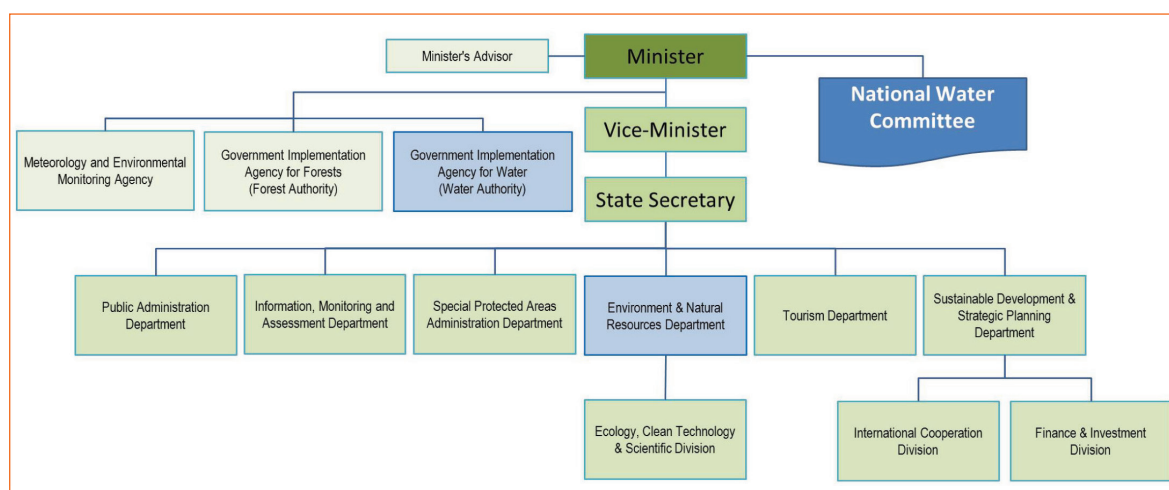 Minister's Advisor
Minister
National Water
Committee
Vice-Minister
Meteorology and Environmental
Monitoring Agency
Government Implementation
Agency for Forests
(Forest Authority)
Government Implementation
Agency for Water
(Water Authority)
State Secretary
Public Administration
Department
Information, Monitoring and
Assessment Department
Special Protected Areas
Administration Department
Environment & Natural
Resources Department
Tourism Department
Sustainable Development &
Strategic Planning
Department
Ecology, Clean Technology
& Scientific Division
International Cooperation
Division
Finance & Investment
Division